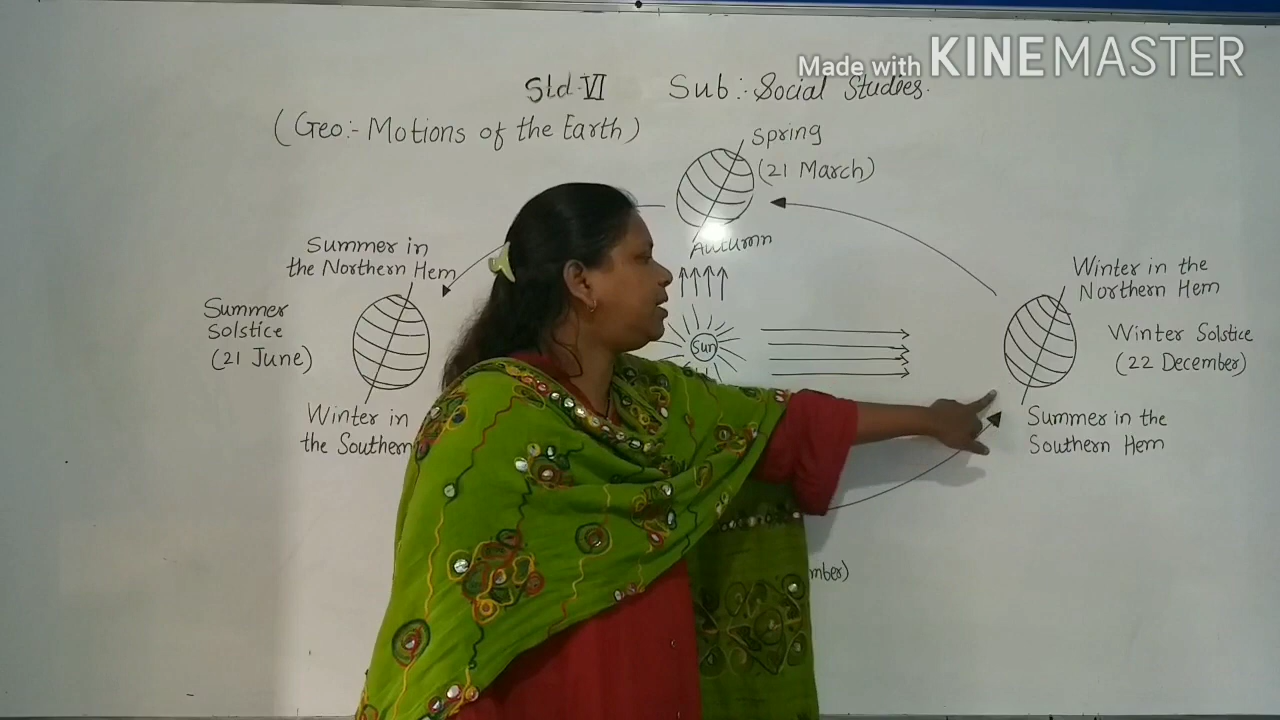 Made with KINEMASTER
Std. VI Sub:- Social Studies.
(Geo:- Motions of the Earth)
Spring
(21 March)
Autumn
Summer in
the Northern Hem
Summer
Solstice
(21 June)
Winter in
the Southern
Sun
Winter in the
Northern Hem
Winter Solstice
(22 December)
Summer in the
Southern Hem
mber)